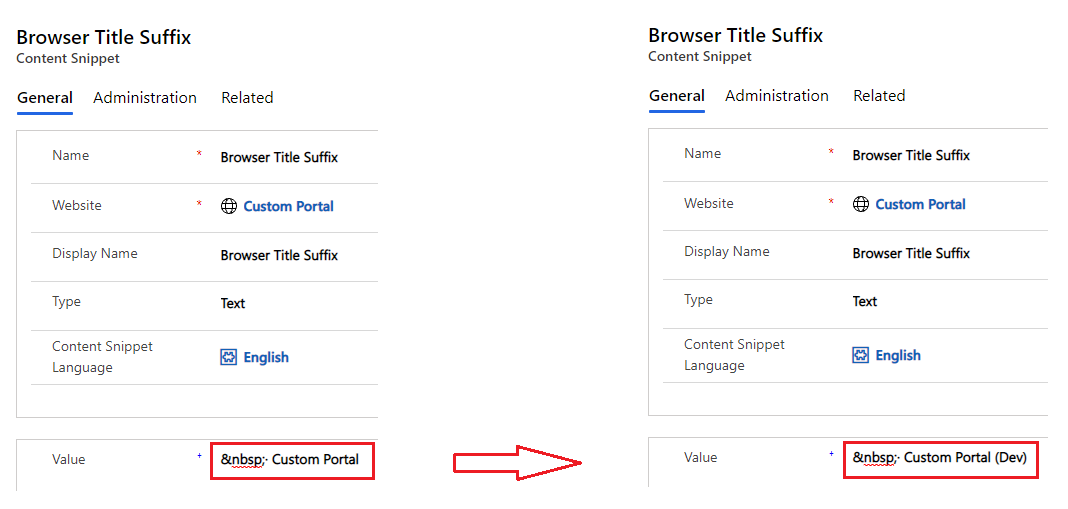 Browser Title Suffix
Content Snippet
General Administration Related
Name * Browser Title Suffix
Website * Custom Portal
Display Name Browser Title Suffix
Type Text
Content Snippet
Language English
Value + &nbsp;· Custom Portal
Browser Title Suffix
Content Snippet
General Administration Related
Name * Browser Title Suffix
Website * Custom Portal
Display Name Browser Title Suffix
Type Text
Content Snippet
Language English
Value + &nbsp;· Custom Portal (Dev)